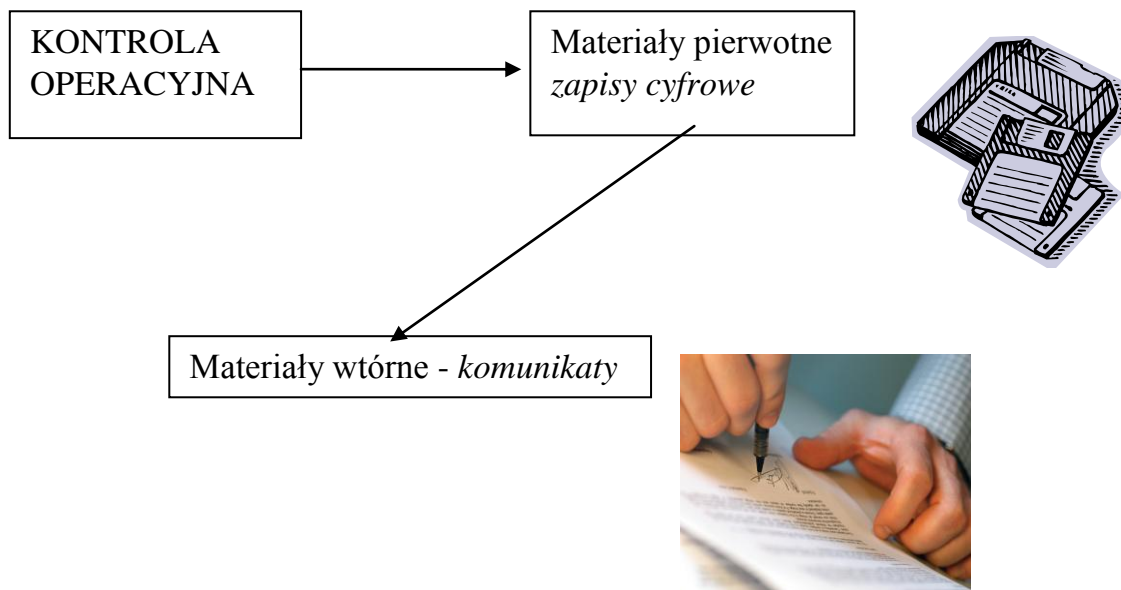 KONTROLA
OPERACYJNA
Materiały pierwotne
zapisy cyfrowe
Materiały wtórne - komunikaty